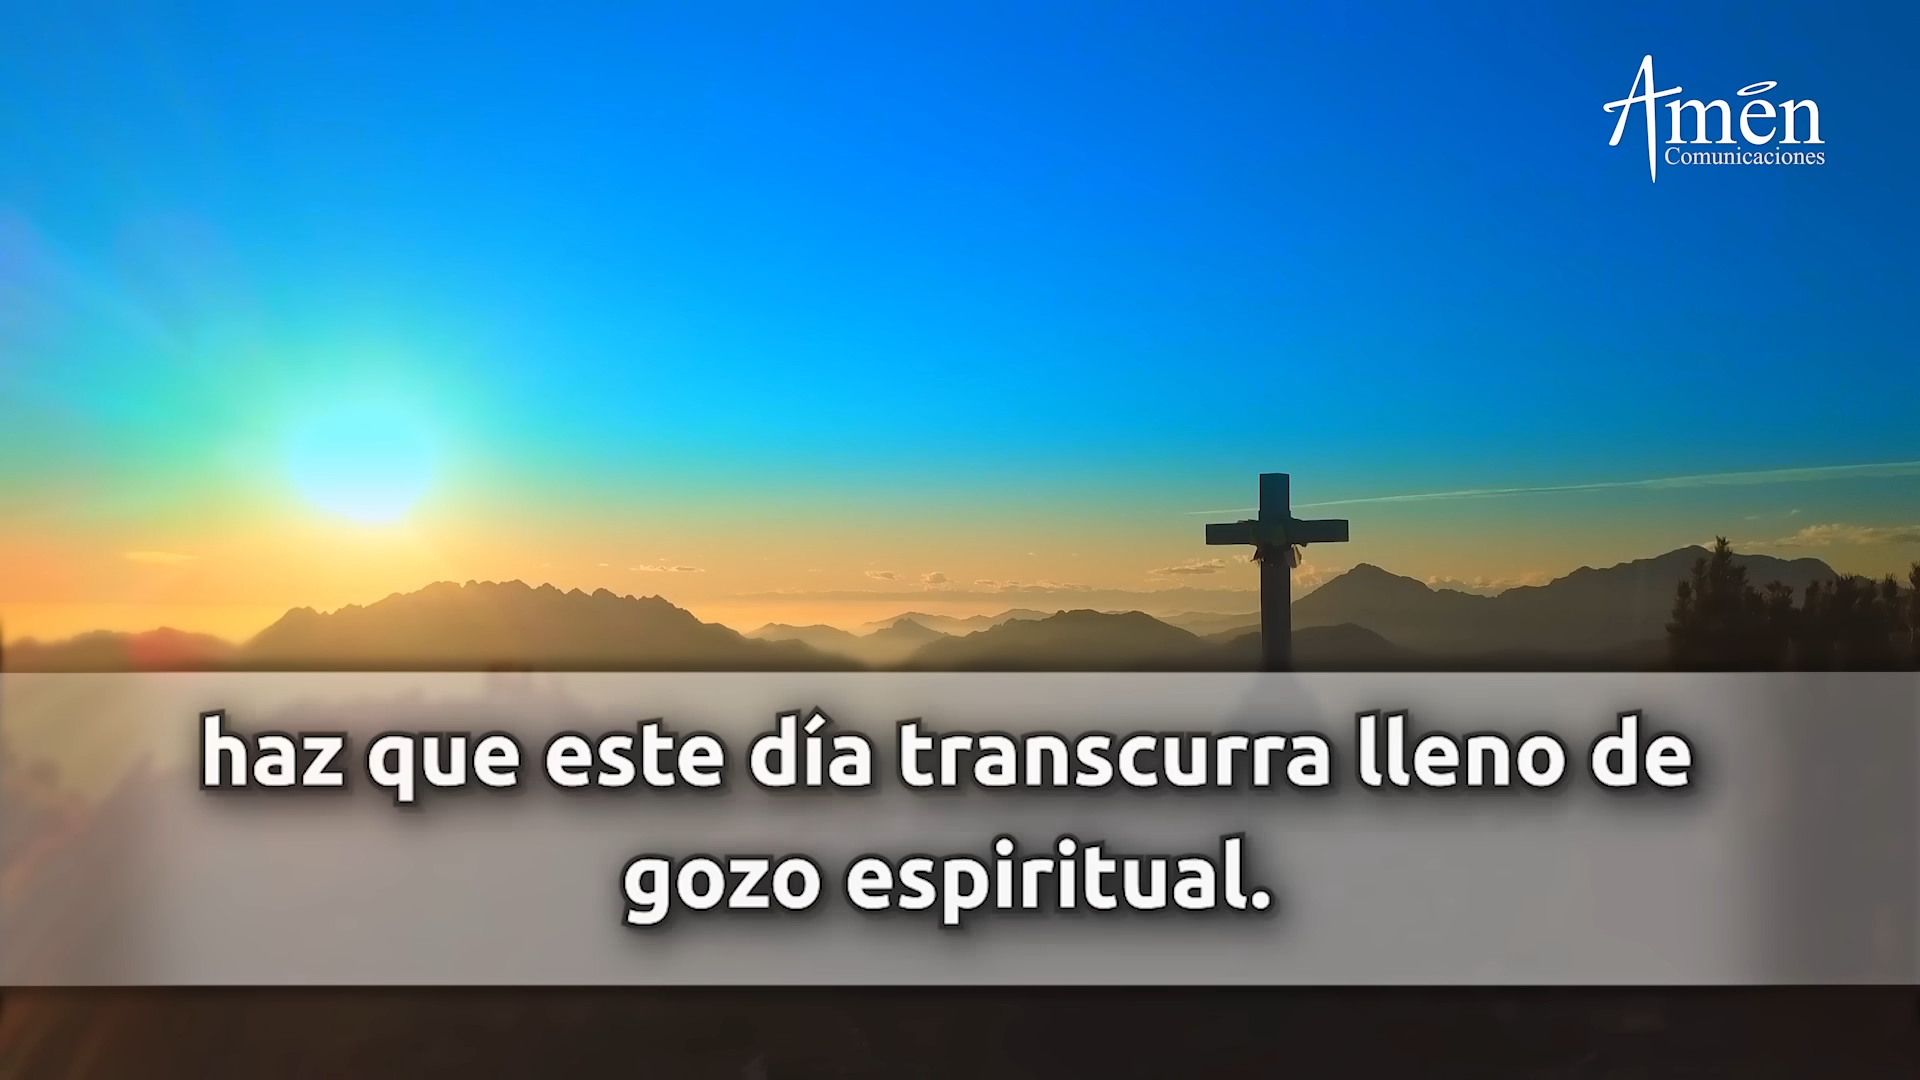 Amén
Comunicaciones
haz que este día transcurra lleno de
gozo espiritual.